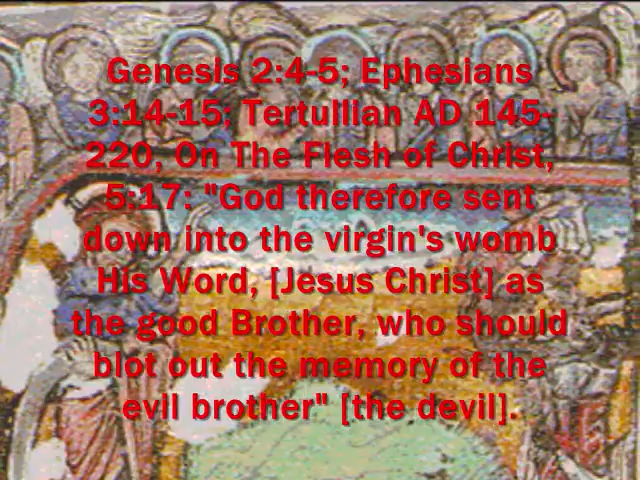 Genesis 2:4-5; Ephesians
3:14-15; Tertullian AD 145-
220, On The Flesh of Christ,
5:17: "God therefore sent
down into the virgin's womb
His Word, [Jesus Christ] as
the good Brother, who should
blot out the memory of the
evil brother" [the devil].